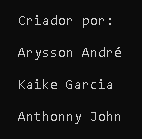 Criador por:
Arysson André
Kaike Garcia
Anthonny John